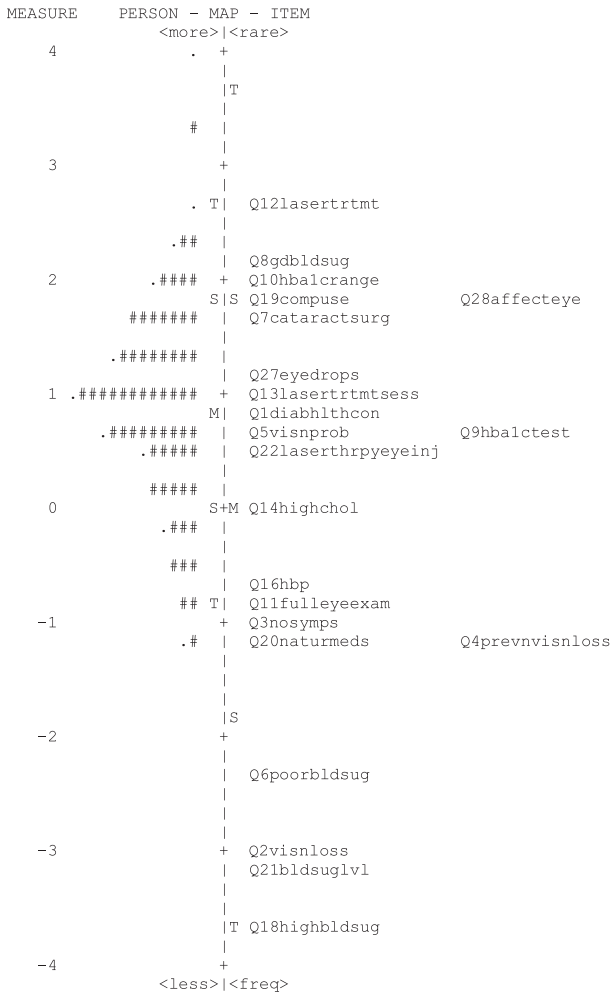 MEASURE PERSON - MAP - ITEM
<more>|<rare>
4 . +
|
|T
|
# |
|
3 +
|
. T| Q12lasertrtmt
|
.## |
| Q8gdbldsug
2 .#### + Q10hba1crange
S|S Q19compuse Q28affecteye
####### | Q7cataractsurg
|
.######## |
| Q27eyedrops
1 .############ + Q13lasertrtmtsess
M| Q1diabhlthcon
.######### | Q5visnprob Q9hba1ctest
.##### | Q22laserthrpyeyeinj
|
##### |
0 S+M Q14highchol
.### |
|
### |
| Q16hbp
## T| Q11fulleyeexam
-1 + Q3nosymps
.# | Q20naturmeds Q4prevnvisnloss
|
|
|
|S
-2 +
|
| Q6poorbldsug
|
|
|
-3 + Q2visnloss
| Q21bldsuglvl
|
|
|T Q18highbldsug
|
-4 +
<less>|<freq>